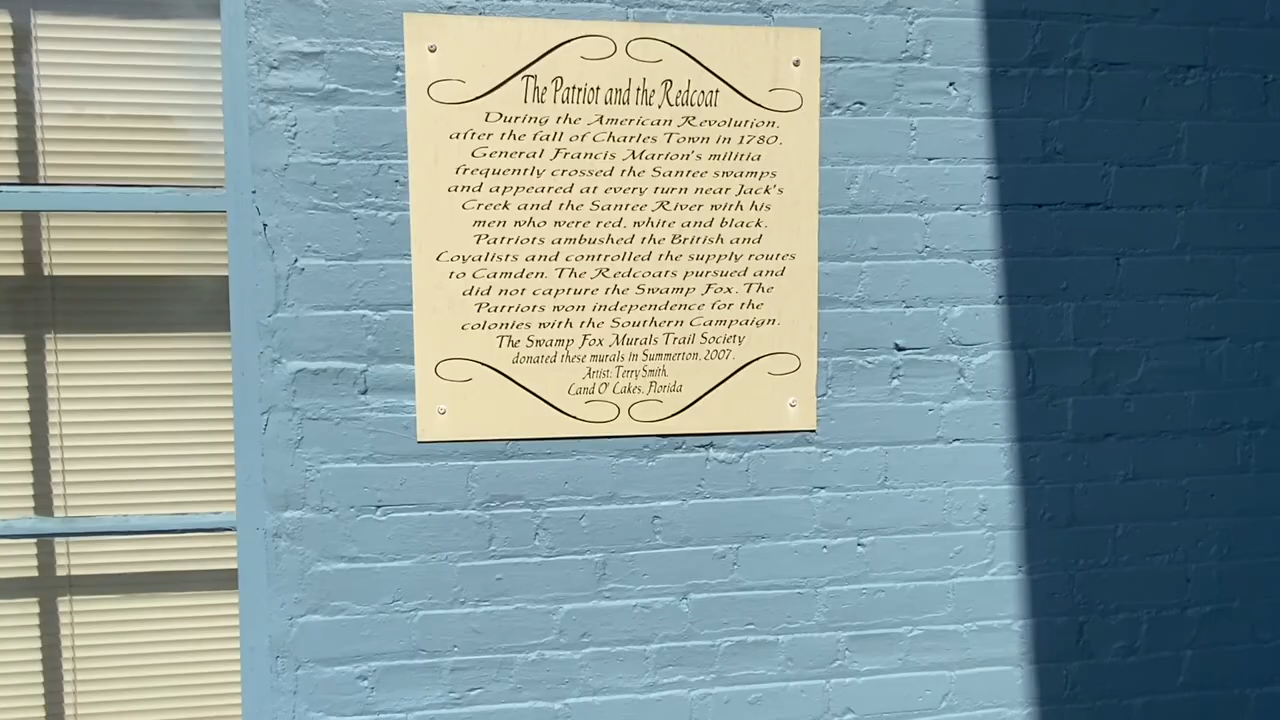 The Patriot and the Redcoat
During the American Revolution,
after the fall of Charles Town in 1780,
General Francis Marion's militia
frequently crossed the Santee swamps
and appeared at every turn near Jack's
Creek and the Santee River with his
men who were red, white and black.
Patriots ambushed the British and
Loyalists and controlled the supply routes
to Camden. The Redcoats pursued and
did not capture the Swamp Fox. The
Patriots won independence for the
colonies with the Southern Campaign.
The Swamp Fox Murals Trail Society
donated these murals in Summerton, 2007.
Artist: Terry Smith,
Land O' Lakes, Florida